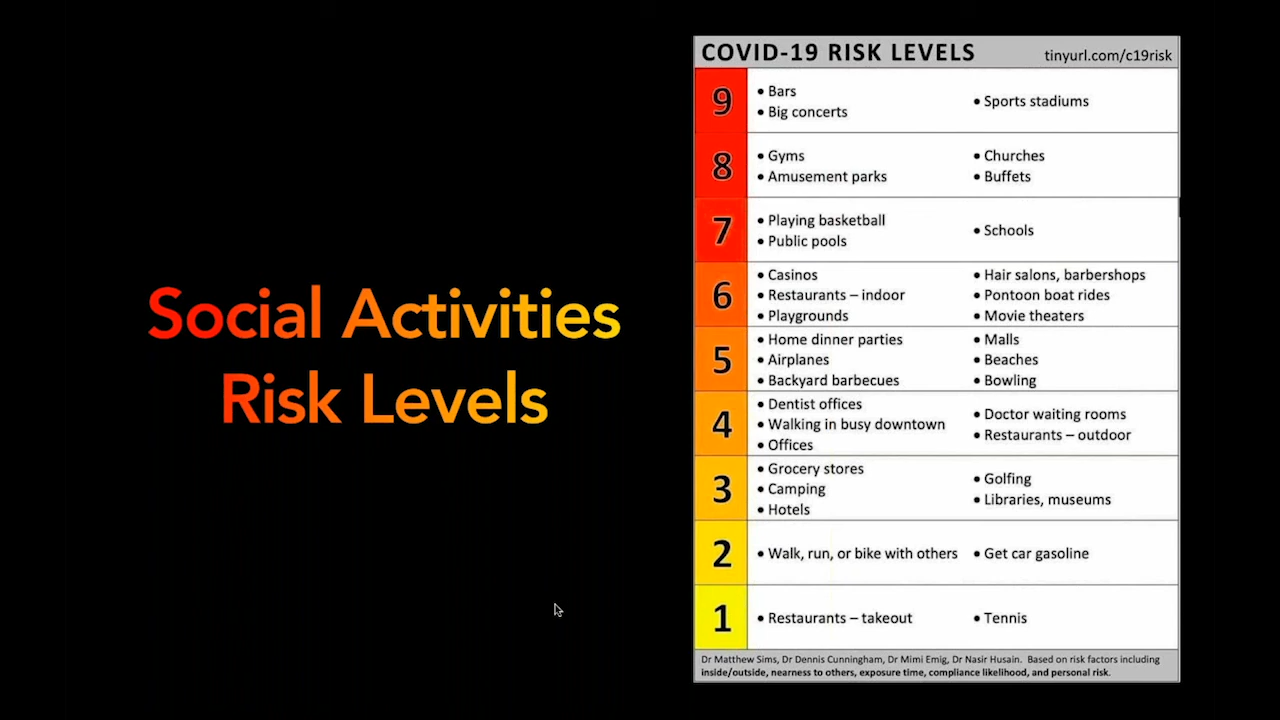 Social Activities
Risk Levels
COVID-19 RISK LEVELS tinyurl.com/c19risk
9
• Bars
• Big concerts
• Sports stadiums
8
• Gyms
• Amusement parks
• Churches
• Buffets
7
• Playing basketball
• Public pools
• Schools
6
• Casinos
• Restaurants – indoor
• Playgrounds
• Hair salons, barbershops
• Pontoon boat rides
• Movie theaters
5
• Home dinner parties
• Airplanes
• Backyard barbecues
• Malls
• Beaches
• Bowling
4
• Dentist offices
• Walking in busy downtown
• Offices
• Doctor waiting rooms
• Restaurants – outdoor
3
• Grocery stores
• Camping
• Hotels
• Golfing
• Libraries, museums
2
• Walk, run, or bike with others
• Get car gasoline
1
• Restaurants – takeout
• Tennis
Dr Matthew Sims, Dr Dennis Cunningham, Dr Mimi Emig, Dr Nasir Husain. Based on risk factors including
inside/outside, nearness to others, exposure time, compliance likelihood, and personal risk.